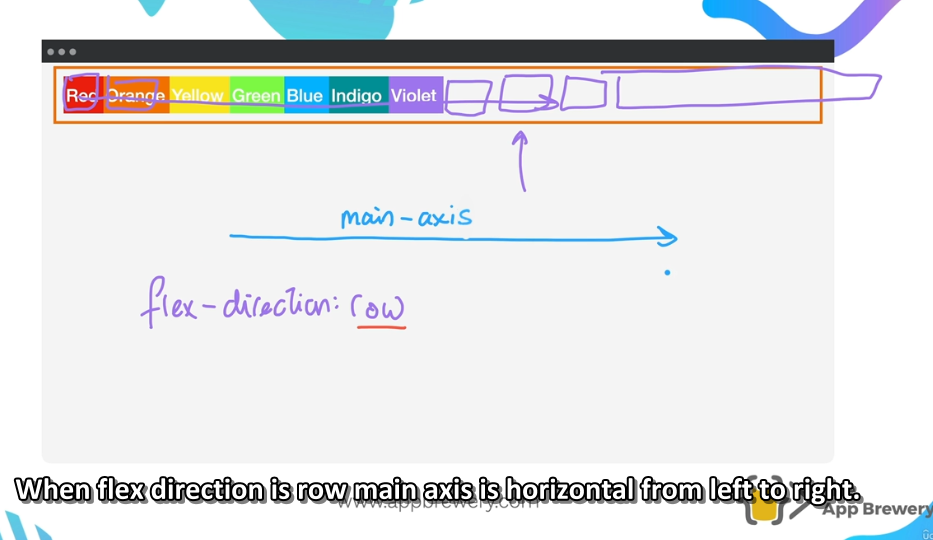 Red Orange Yellow Green Blue Indigo Violet
main-axis
flex-direction: row
When flex direction is row main axis is horizontal from left to right.
www.appbrewery.com
App Brewery